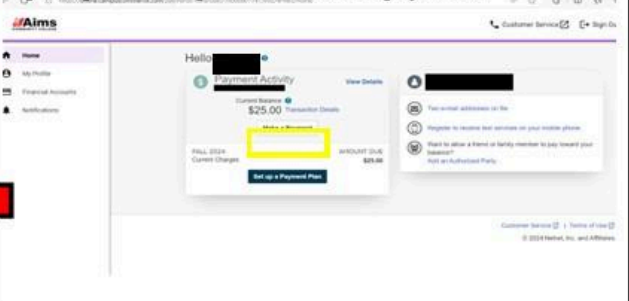 Aims
COMMUNITY COLLEGE
Customer Service
Sign Ou
Home
My Profile
Financial Accounts
Notifications
Hello
Payment Activity
View Details
Current Balance
$25.00 Transaction Details
Make a Payment
FALL 2024
AMOUNT DUE
Current Charges
$25.00
Set up a Payment Plan
Two e-mail addresses on file
Register to receive text services on your mobile phone
Want to allow a friend or family member to pay toward your
balance?
Add an Authorized Party
Customer Service | Terms of Use
© 2024 Nelnet, Inc. and Affiliates